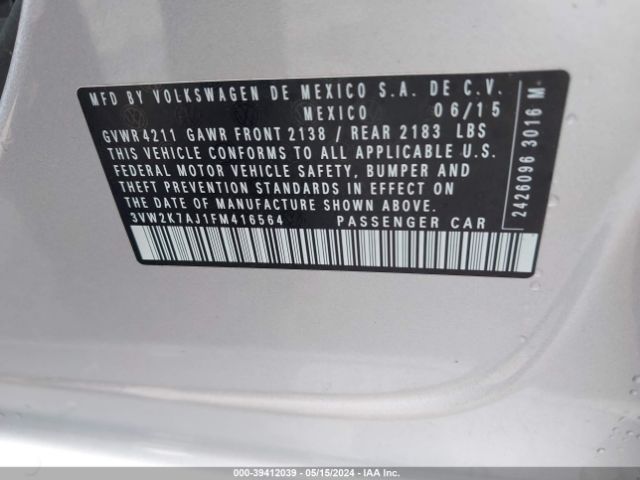 MFD BY VOLKSWAGEN DE MEXICO S.A. DE C.V.
MEXICO 06/15
GVWR 4211 GAWR FRONT 2138 / REAR 2183 LBS
THIS VEHICLE CONFORMS TO ALL APPLICABLE U.S.
FEDERAL MOTOR VEHICLE SAFETY, BUMPER AND
THEFT PREVENTION STANDARDS IN EFFECT ON
THE DATE OF MANUFACTURE SHOWN ABOVE.
3VW2K7AJ1FM416564 PASSENGER CAR
2426096 3016 M
000-39412039 - 05/15/2024 - IAA Inc.